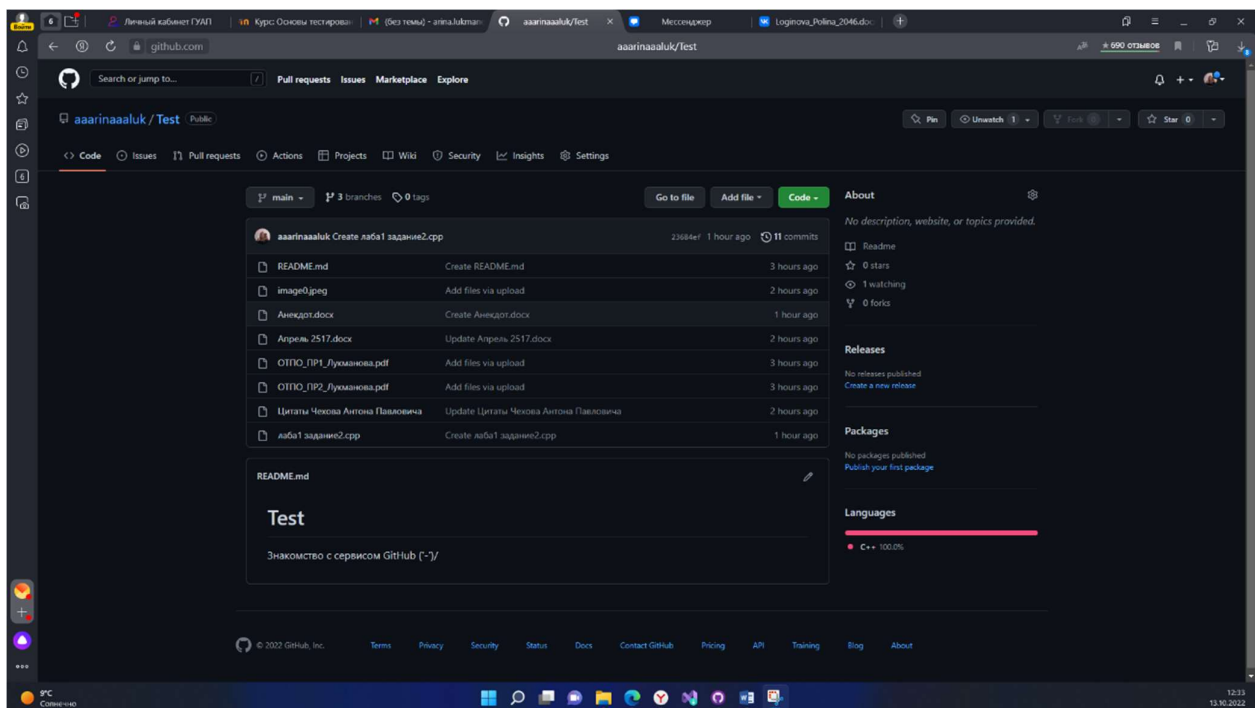 Войти
6
Личный кабинет ГУАП
Курс: Основы тестирован
(без темы) - arina.lukman
aaarinaaaluk/Test
Мессенджер
Loginova_Polina_2046.doc
github.com
aaarinaaaluk/Test
★ 690 отзывов
Search or jump to...
/
Pull requests Issues Marketplace Explore
aaarinaaaluk / Test Public
Pin
Unwatch 1
Fork 0
Star 0
Code Issues Pull requests Actions Projects Wiki Security Insights Settings
main
3 branches 0 tags
Go to file Add file Code
aaarinaaaluk Create лаба1 задание2.cpp 23684ef 1 hour ago 11 commits
README.md Create README.md 3 hours ago
image0.jpeg Add files via upload 2 hours ago
Анекдот.docx Create Анекдот.docx 1 hour ago
Апрель 2517.docx Update Апрель 2517.docx 2 hours ago
ОТПО_ПР1_Лукманова.pdf Add files via upload 3 hours ago
ОТПО_ПР2_Лукманова.pdf Add files via upload 3 hours ago
Цитаты Чехова Антона Павловича Update Цитаты Чехова Антона Павловича 2 hours ago
лаба1 задание2.cpp Create лаба1 задание2.cpp 1 hour ago
README.md
Test
Знакомство с сервисом GitHub (˘-˘)/
About
No description, website, or topics provided.
Readme
0 stars
1 watching
0 forks
Releases
No releases published
Create a new release
Packages
No packages published
Publish your first package
Languages
C++ 100.0%
© 2022 GitHub, Inc. Terms Privacy Security Status Docs Contact GitHub Pricing API Training Blog About
6
9°C
Солнечно
12:33
13.10.2022